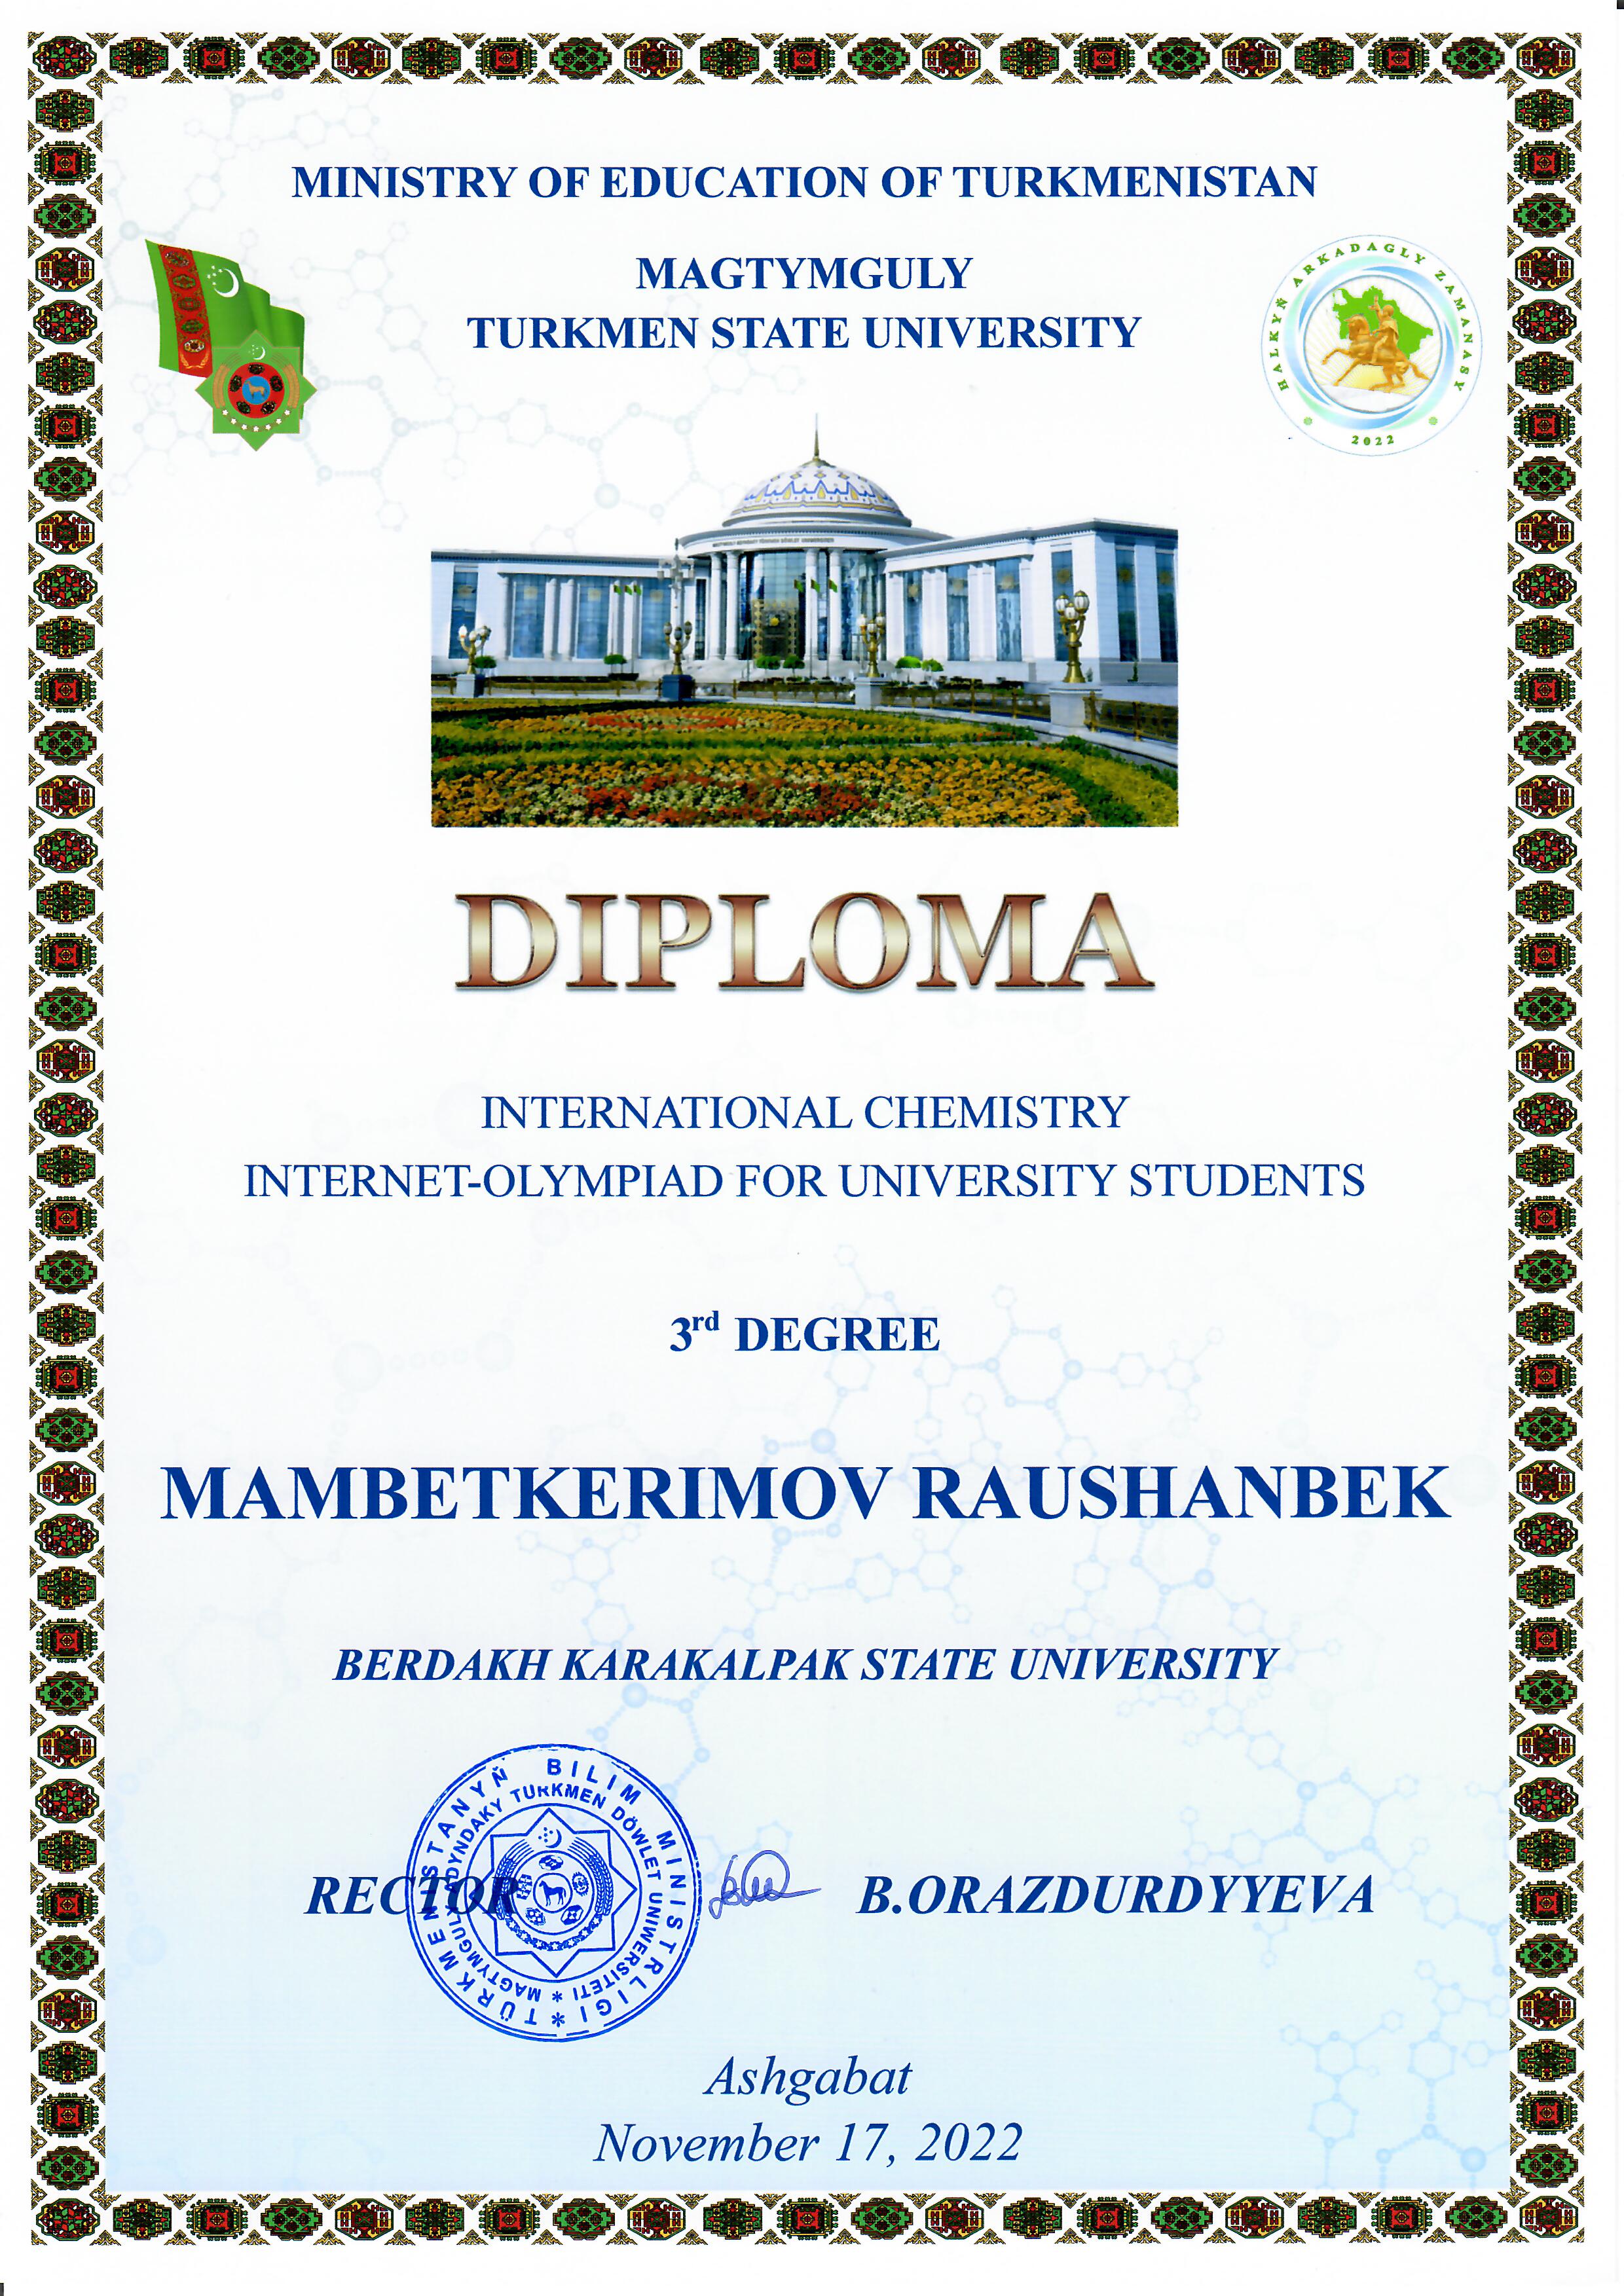 MINISTRY OF EDUCATION OF TURKMENISTAN
MAGTYMGULY
TURKMEN STATE UNIVERSITY
HALKYŇ ARKADAGLY ZAMANASY
2022
DIPLOMA
INTERNATIONAL CHEMISTRY
INTERNET-OLYMPIAD FOR UNIVERSITY STUDENTS
3rd DEGREE
MAMBETKERIMOV RAUSHANBEK
BERDAKH KARAKALPAK STATE UNIVERSITY
TÜRKMENISTANYŇ BILIM MINISTRLIGI *
MAGTYMGULY ADYNDAKY TÜRKMEN DÖWLET UNIWERSITETI *
RECTOR B.ORAZDURDYYEVA
Ashgabat
November 17, 2022